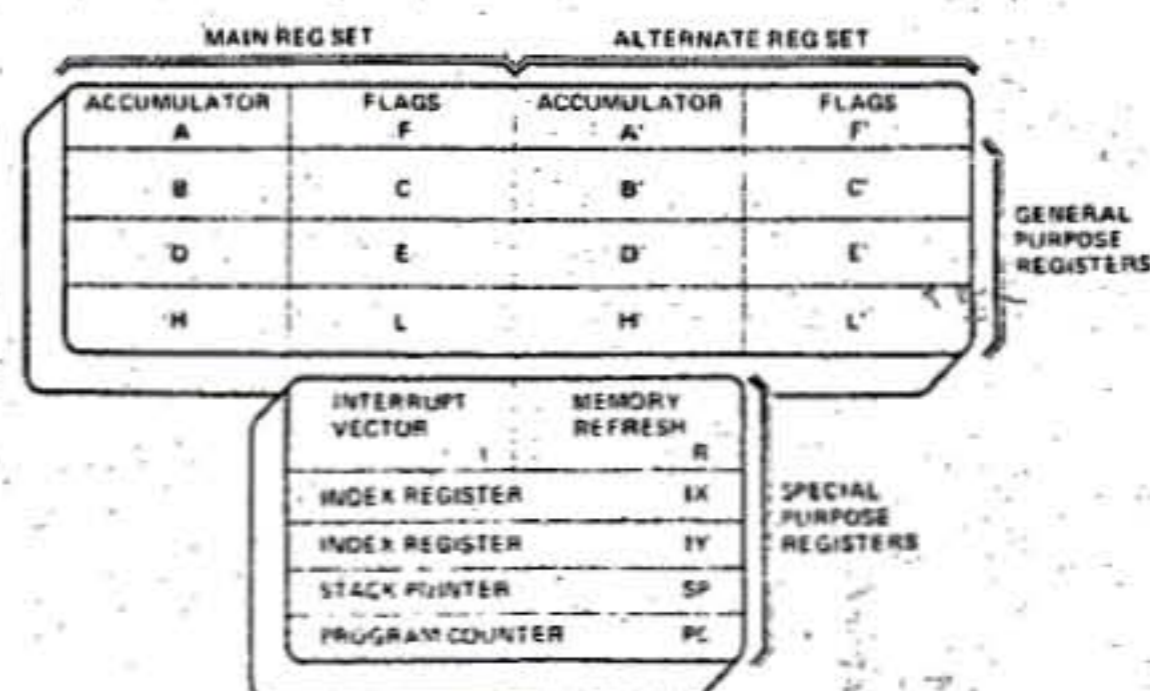 MAIN REG SET ALTERNATE REG SET
ACCUMULATOR FLAGS ACCUMULATOR FLAGS
A F A' F'
B C B' C'
GENERAL
PURPOSE
REGISTERS
D E D' E'
H L H' L'
INTERRUPT MEMORY
VECTOR REFRESH
I R
INDEX REGISTER IX
INDEX REGISTER IY
STACK POINTER SP
PROGRAM COUNTER PC
SPECIAL
PURPOSE
REGISTERS